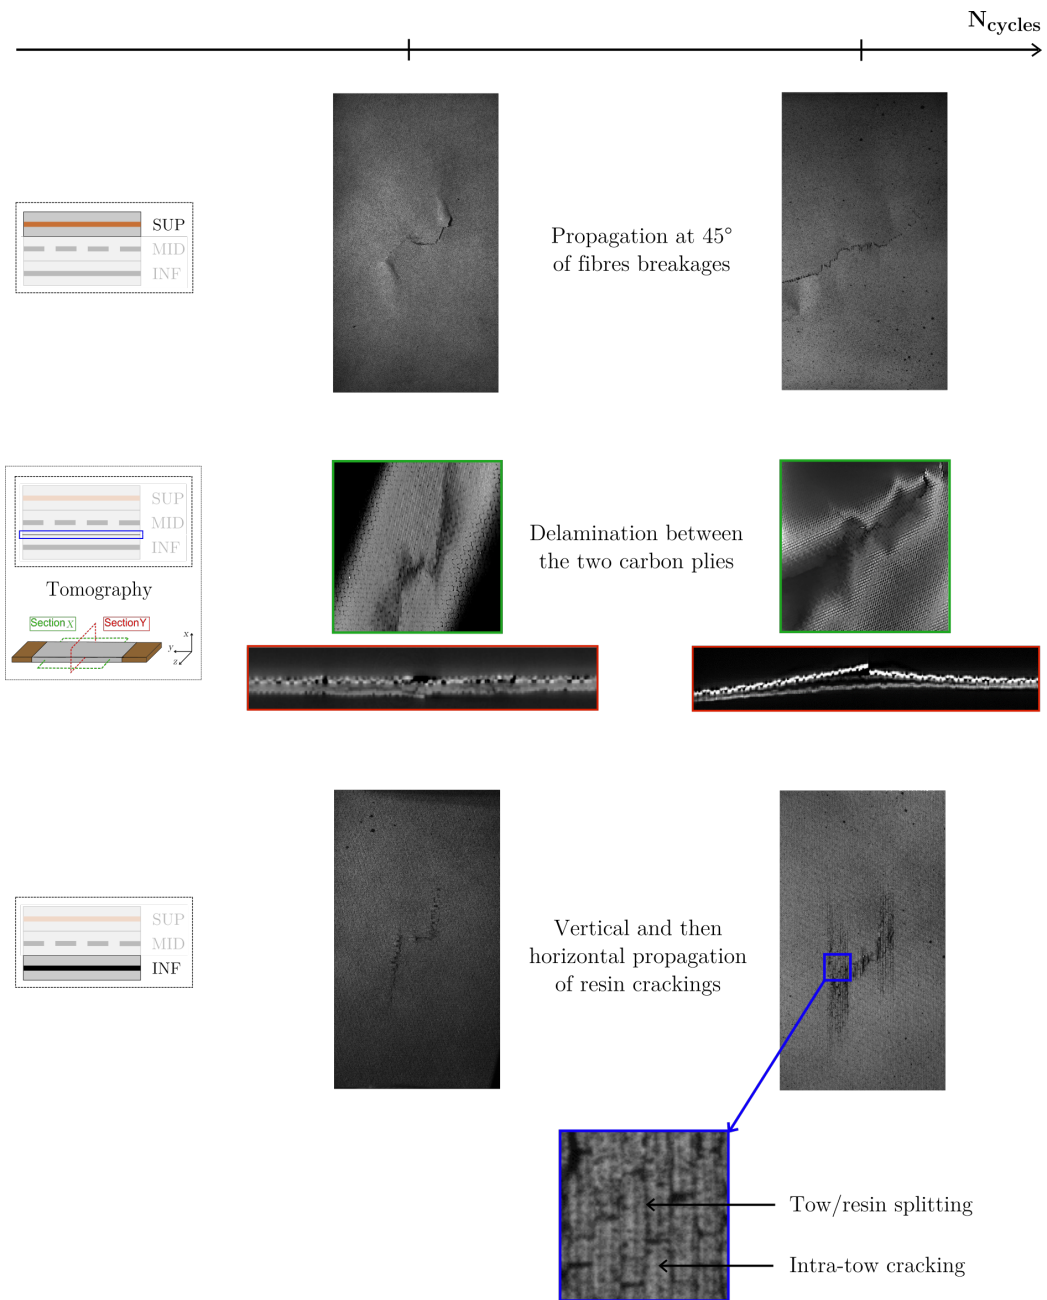 N_cycles
SUP
MID
INF
Propagation at 45°
of fibres breakages
SUP
MID
INF
Tomography
Section X
Section Y
x
y
z
Delamination between
the two carbon plies
SUP
MID
INF
Vertical and then
horizontal propagation
of resin crackings
Tow/resin splitting
Intra-tow cracking